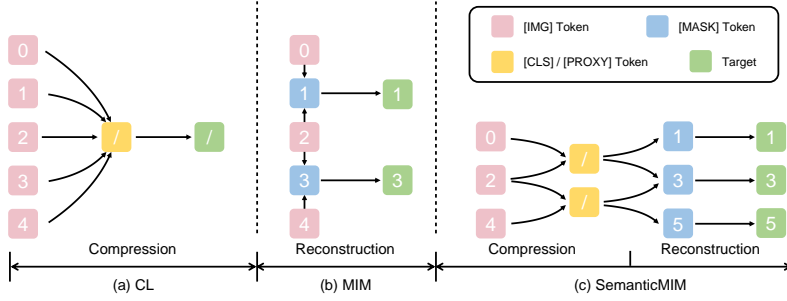 [IMG] Token
[MASK] Token
[CLS] / [PROXY] Token
Target
0
1
2
3
4
/
/
0
1
1
2
3
3
4
0
2
4
/
/
1
1
3
3
5
5
Compression
Reconstruction
Compression
Reconstruction
(a) CL
(b) MIM
(c) SemanticMIM